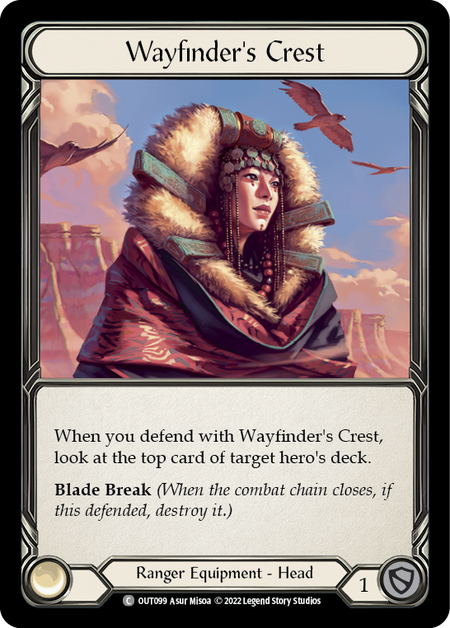 Wayfinder's Crest
When you defend with Wayfinder's Crest,
look at the top card of target hero's deck.
Blade Break (When the combat chain closes, if
this defended, destroy it.)
Ranger Equipment - Head
1
C OUT099 Asur Misoa © 2022 Legend Story Studios